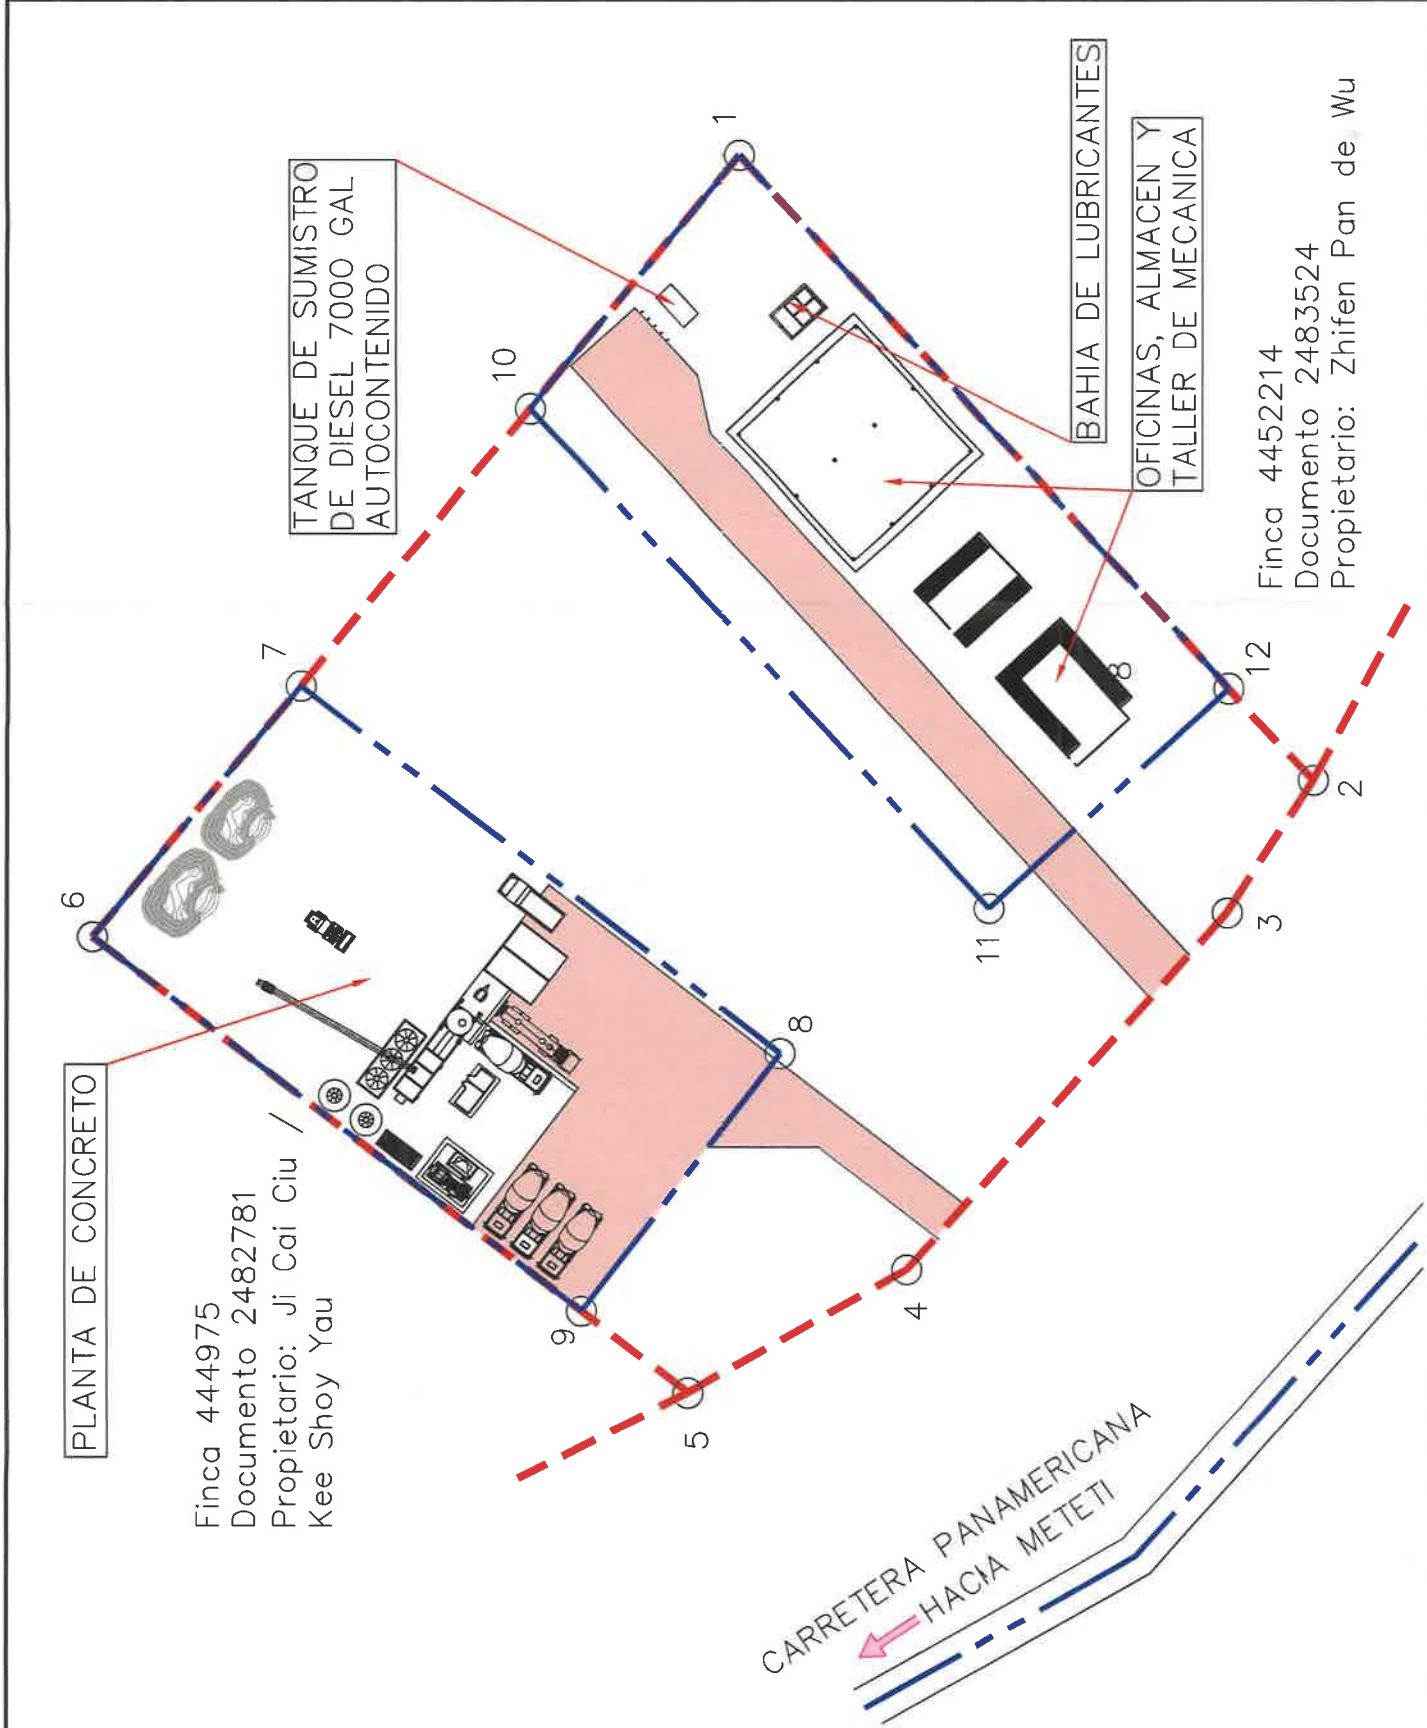 PLANTA DE CONCRETO
Finca 444975
Documento 2482781
Propietario: Ji Cai Ciu /
Kee Shoy Yau
TANQUE DE SUMISTRO
DE DIESEL 7000 GAL
AUTOCONTENIDO
BAHIA DE LUBRICANTES
OFICINAS, ALMACEN Y
TALLER DE MECANICA
Finca 4452214
Documento 2483524
Propietario: Zhifen Pan de Wu
CARRETERA PANAMERICANA
HACIA METETI
1
2
3
4
5
6
7
8
9
10
11
12
8
A